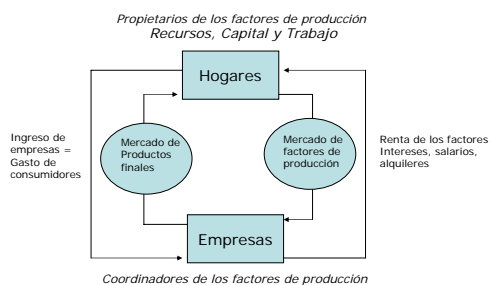 Propietarios de los factores de producción
Recursos, Capital y Trabajo
Hogares
Ingreso de
empresas =
Gasto de
consumidores
Mercado de
Productos
finales
Mercado de
factores de
producción
Renta de los factores
Intereses, salarios,
alquileres
Empresas
Coordinadores de los factores de producción